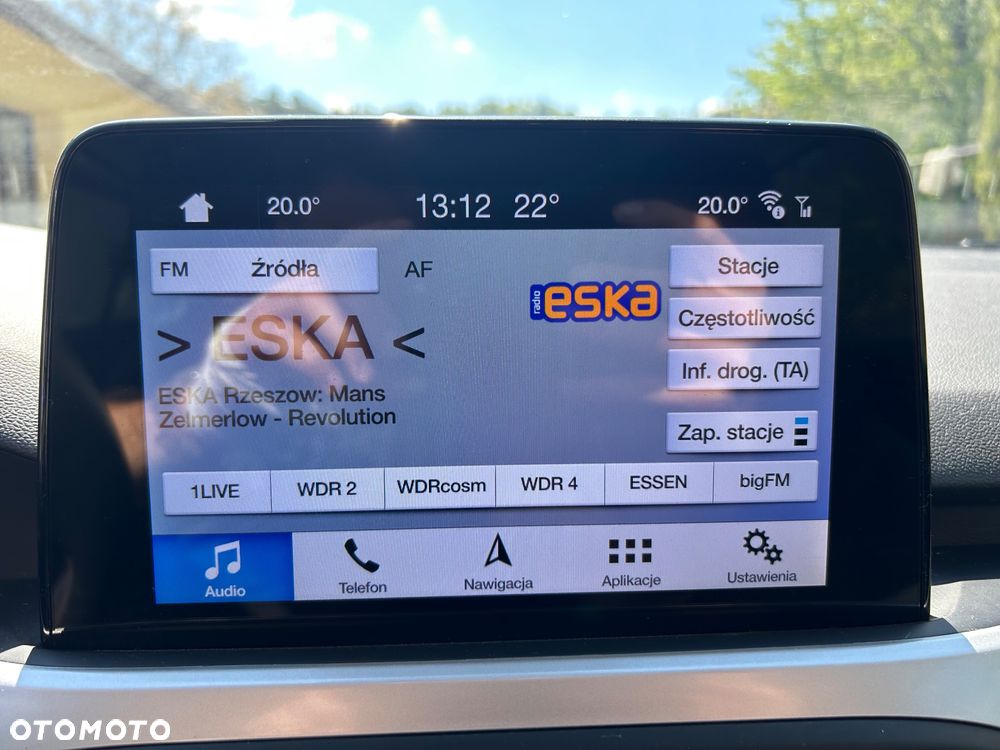 20.0° 13:12 22° 20.0°
FM Źródła AF
Stacje
radio eska
Częstotliwość
> ESKA <
Inf. drog. (TA)
ESKA Rzeszow: Mans
Zelmerlow - Revolution
Zap. stacje
1LIVE WDR 2 WDRcosm WDR 4 ESSEN bigFM
Audio Telefon Nawigacja Aplikacje Ustawienia
OTOMOTO